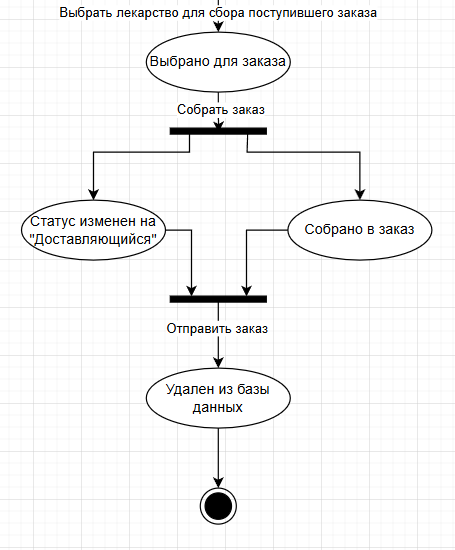 Выбрать лекарство для сбора поступившего заказа
Выбрано для заказа
Собрать заказ
Статус изменен на
"Доставляющийся"
Собрано в заказ
Отправить заказ
Удален из базы
данных